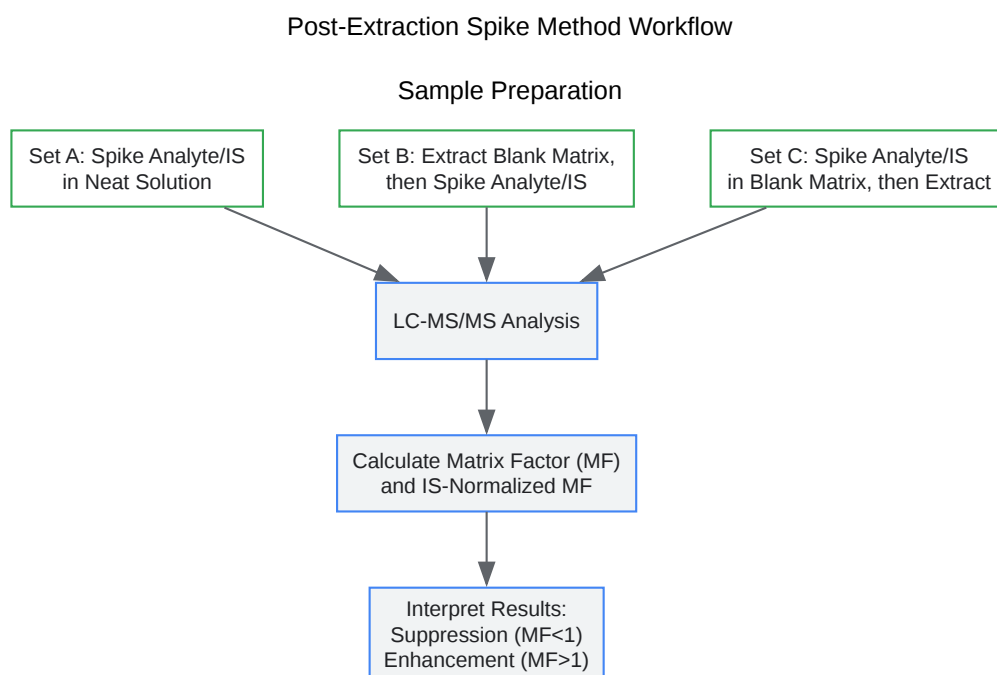 Post-Extraction Spike Method Workflow
Sample Preparation
Set A: Spike Analyte/IS
in Neat Solution
Set B: Extract Blank Matrix,
then Spike Analyte/IS
Set C: Spike Analyte/IS
in Blank Matrix, then Extract
LC-MS/MS Analysis
Calculate Matrix Factor (MF)
and IS-Normalized MF
Interpret Results:
Suppression (MF<1)
Enhancement (MF>1)